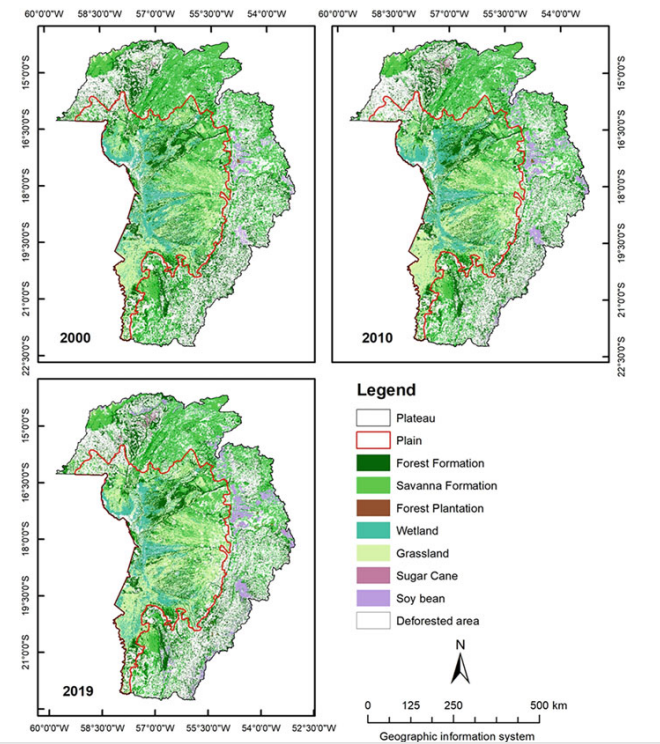 60°0'0"W 58°30'0"W 57°0'0"W 55°30'0"W 54°0'0"W
60°0'0"W 58°30'0"W 57°0'0"W 55°30'0"W 54°0'0"W
15°0'0"S
16°30'0"S
18°0'0"S
19°30'0"S
21°0'0"S
22°30'0"S
2000
15°0'0"S
16°30'0"S
18°0'0"S
19°30'0"S
21°0'0"S
22°30'0"S
2010
15°0'0"S
16°30'0"S
18°0'0"S
19°30'0"S
21°0'0"S
2019
60°0'0"W 58°30'0"W 57°0'0"W 55°30'0"W 54°0'0"W 52°30'0"W
Legend
Plateau
Plain
Forest Formation
Savanna Formation
Forest Plantation
Wetland
Grassland
Sugar Cane
Soy bean
Deforested area
N
0 125 250 500 km
Geographic information system